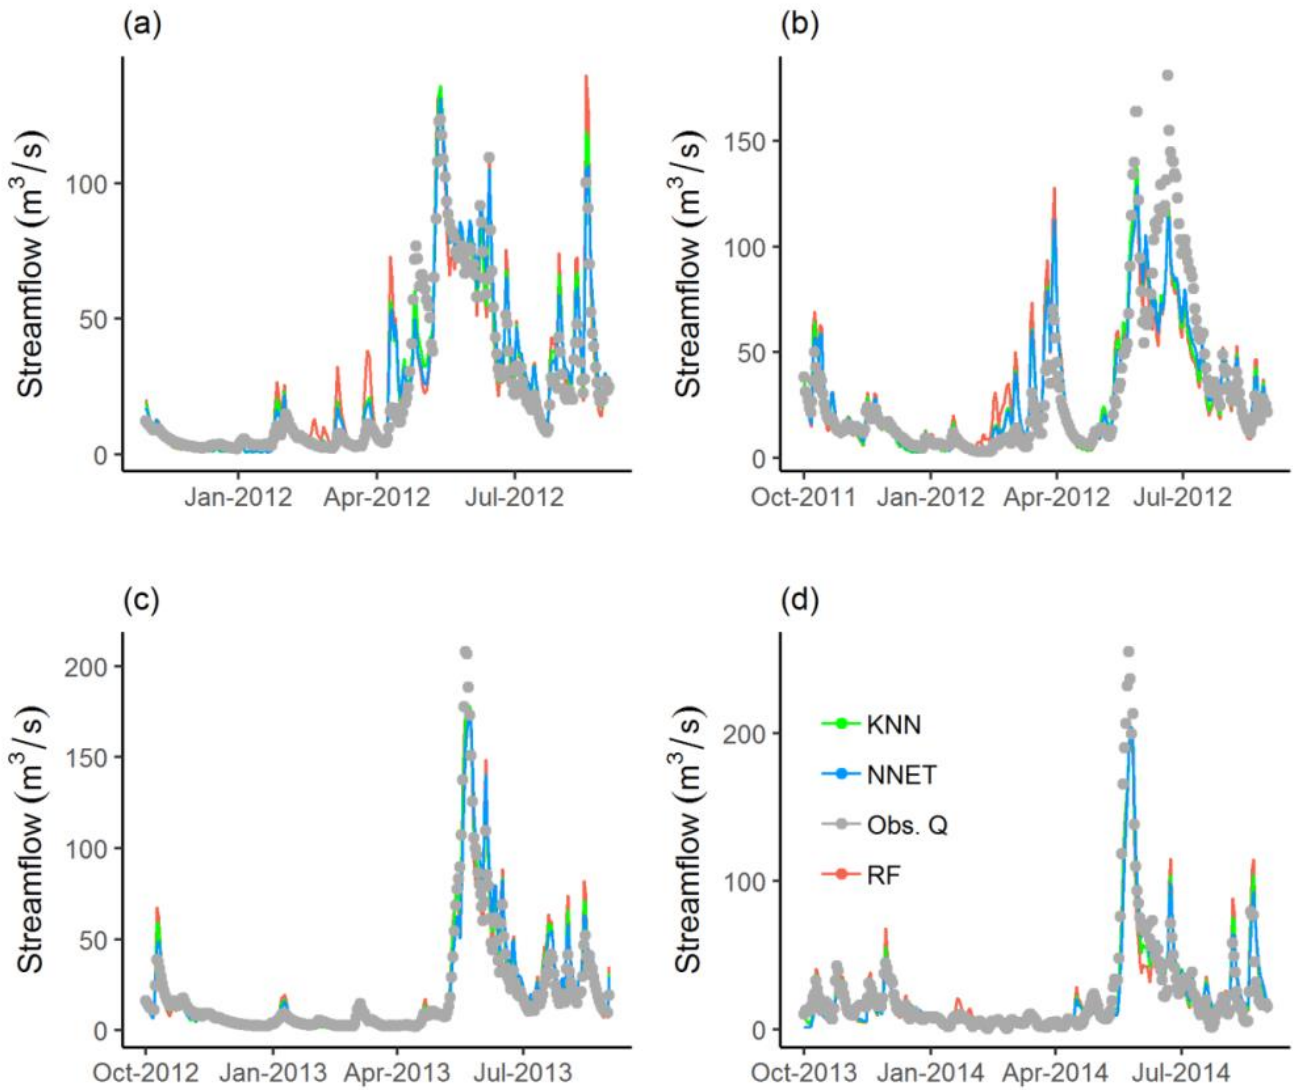 (a)
Streamflow (m³/s)
100
50
0
Jan-2012 Apr-2012 Jul-2012
(b)
Streamflow (m³/s)
150
100
50
0
Oct-2011 Jan-2012 Apr-2012 Jul-2012
(c)
Streamflow (m³/s)
200
150
100
50
0
Oct-2012 Jan-2013 Apr-2013 Jul-2013
(d)
Streamflow (m³/s)
200
100
0
KNN
NNET
Obs. Q
RF
Oct-2013 Jan-2014 Apr-2014 Jul-2014